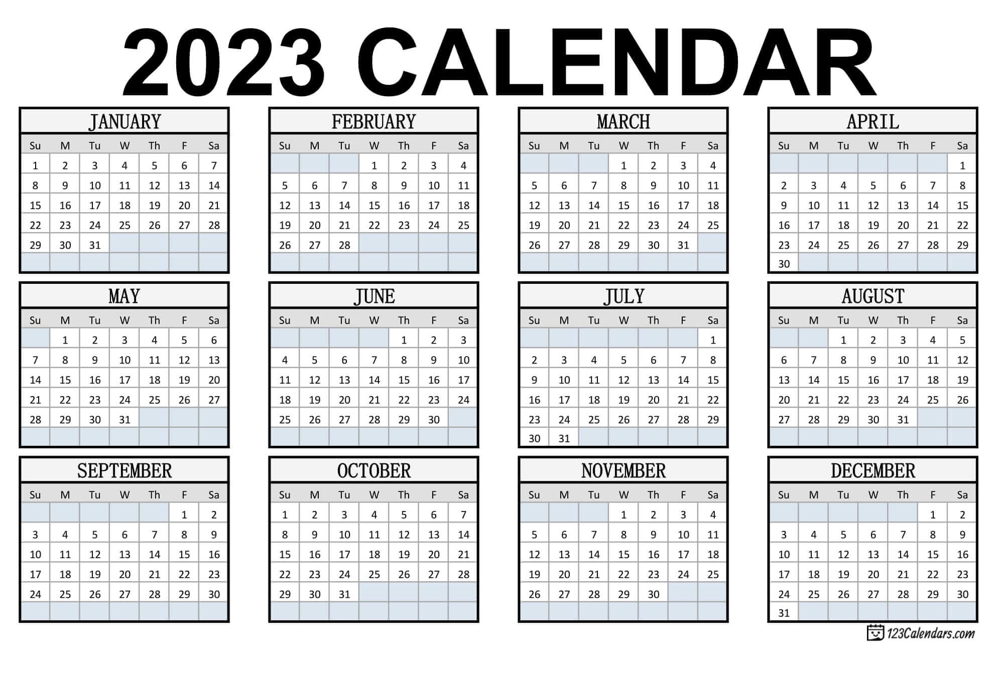 2023 CALENDAR
JANUARY
Su M Tu W Th F Sa
1 2 3 4 5 6 7
8 9 10 11 12 13 14
15 16 17 18 19 20 21
22 23 24 25 26 27 28
29 30 31
FEBRUARY
Su M Tu W Th F Sa
1 2 3 4
5 6 7 8 9 10 11
12 13 14 15 16 17 18
19 20 21 22 23 24 25
26 27 28
MARCH
Su M Tu W Th F Sa
1 2 3 4
5 6 7 8 9 10 11
12 13 14 15 16 17 18
19 20 21 22 23 24 25
26 27 28 29 30 31
APRIL
Su M Tu W Th F Sa
1
2 3 4 5 6 7 8
9 10 11 12 13 14 15
16 17 18 19 20 21 22
23 24 25 26 27 28 29
30
MAY
Su M Tu W Th F Sa
1 2 3 4 5 6
7 8 9 10 11 12 13
14 15 16 17 18 19 20
21 22 23 24 25 26 27
28 29 30 31
JUNE
Su M Tu W Th F Sa
1 2 3
4 5 6 7 8 9 10
11 12 13 14 15 16 17
18 19 20 21 22 23 24
25 26 27 28 29 30
JULY
Su M Tu W Th F Sa
1
2 3 4 5 6 7 8
9 10 11 12 13 14 15
16 17 18 19 20 21 22
23 24 25 26 27 28 29
30 31
AUGUST
Su M Tu W Th F Sa
1 2 3 4 5
6 7 8 9 10 11 12
13 14 15 16 17 18 19
20 21 22 23 24 25 26
27 28 29 30 31
SEPTEMBER
Su M Tu W Th F Sa
1 2
3 4 5 6 7 8 9
10 11 12 13 14 15 16
17 18 19 20 21 22 23
24 25 26 27 28 29 30
OCTOBER
Su M Tu W Th F Sa
1 2 3 4 5 6 7
8 9 10 11 12 13 14
15 16 17 18 19 20 21
22 23 24 25 26 27 28
29 30 31
NOVEMBER
Su M Tu W Th F Sa
1 2 3 4
5 6 7 8 9 10 11
12 13 14 15 16 17 18
19 20 21 22 23 24 25
26 27 28 29 30
DECEMBER
Su M Tu W Th F Sa
1 2
3 4 5 6 7 8 9
10 11 12 13 14 15 16
17 18 19 20 21 22 23
24 25 26 27 28 29 30
31
123Calendars.com